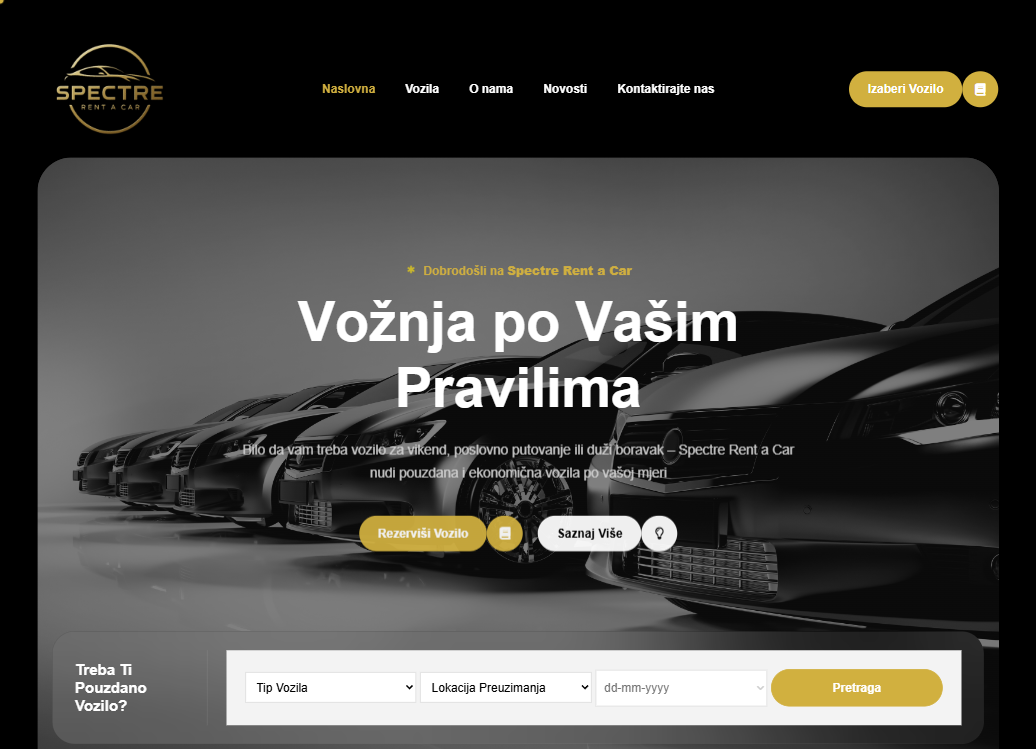 SPECTRE
RENT A CAR
Naslovna
Vozila
O nama
Novosti
Kontaktirajte nas
Izaberi Vozilo
* Dobrodošli na Spectre Rent a Car
Vožnja po Vašim
Pravilima
Bilo da vam treba vozilo za vikend, poslovno putovanje ili duži boravak – Spectre Rent a Car
nudi pouzdana i ekonomična vozila po vašoj mjeri
Rezerviši Vozilo
Saznaj Više
Treba Ti
Pouzdano
Vozilo?
Tip Vozila
Lokacija Preuzimanja
dd-mm-yyyy
Pretraga